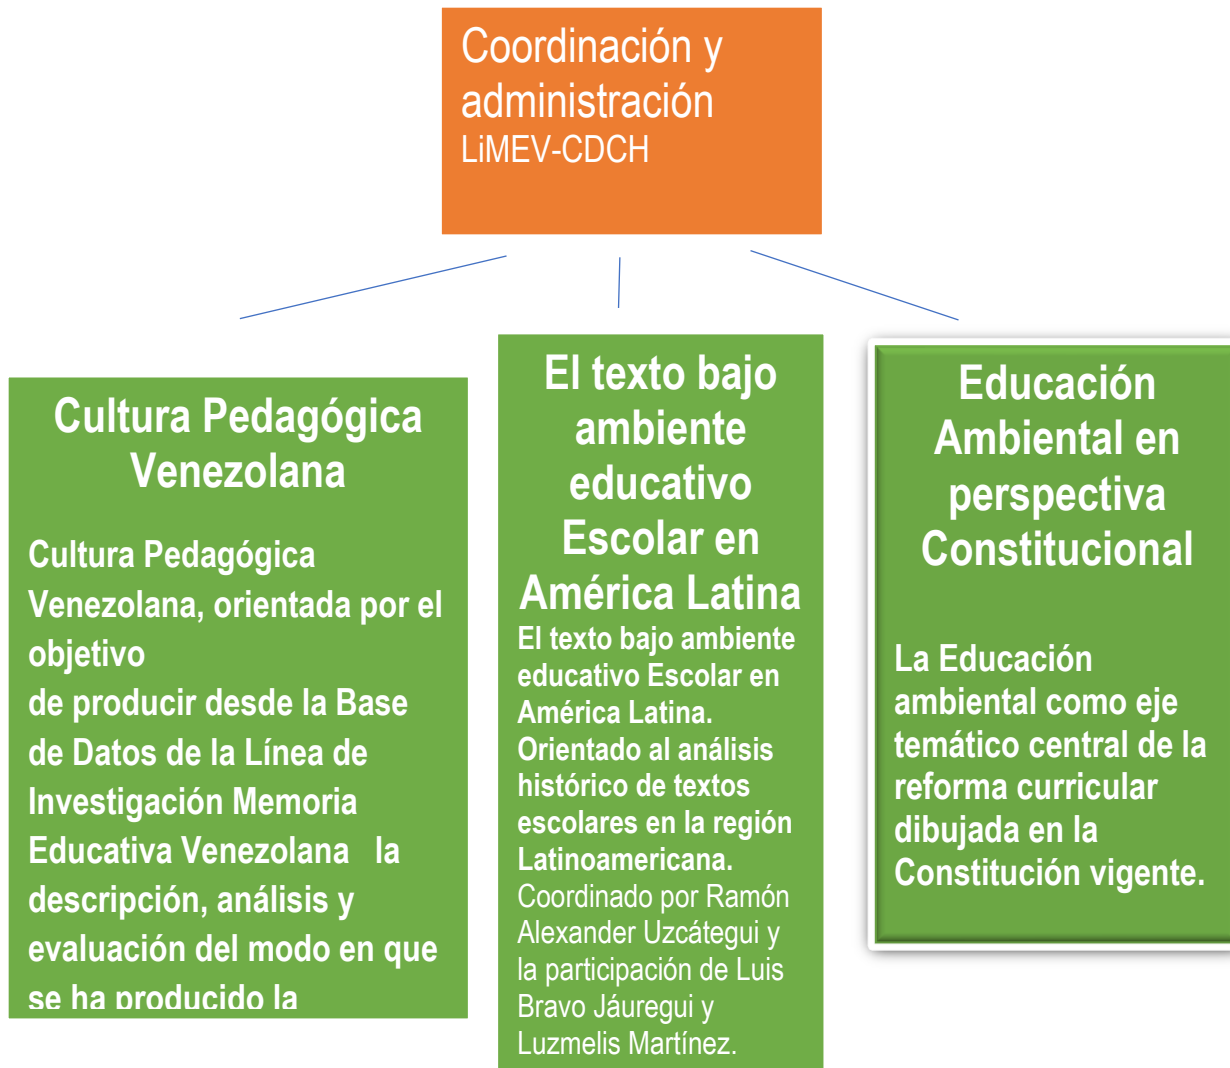 Coordinación y
administración
LiMEV-CDCH
Cultura Pedagógica
Venezolana
Cultura Pedagógica
Venezolana, orientada por el
objetivo
de producir desde la Base
de Datos de la Línea de
Investigación Memoria
Educativa Venezolana la
descripción, análisis y
evaluación del modo en que
se ha producido la
El texto bajo
ambiente
educativo
Escolar en
América Latina
El texto bajo ambiente
educativo Escolar en
América Latina.
Orientado al análisis
histórico de textos
escolares en la región
Latinoamericana.
Coordinado por Ramón
Alexander Uzcátegui y
la participación de Luis
Bravo Jáuregui y
Luzmelis Martínez.
Educación
Ambiental en
perspectiva
Constitucional
La Educación
ambiental como eje
temático central de la
reforma curricular
dibujada en la
Constitución vigente.